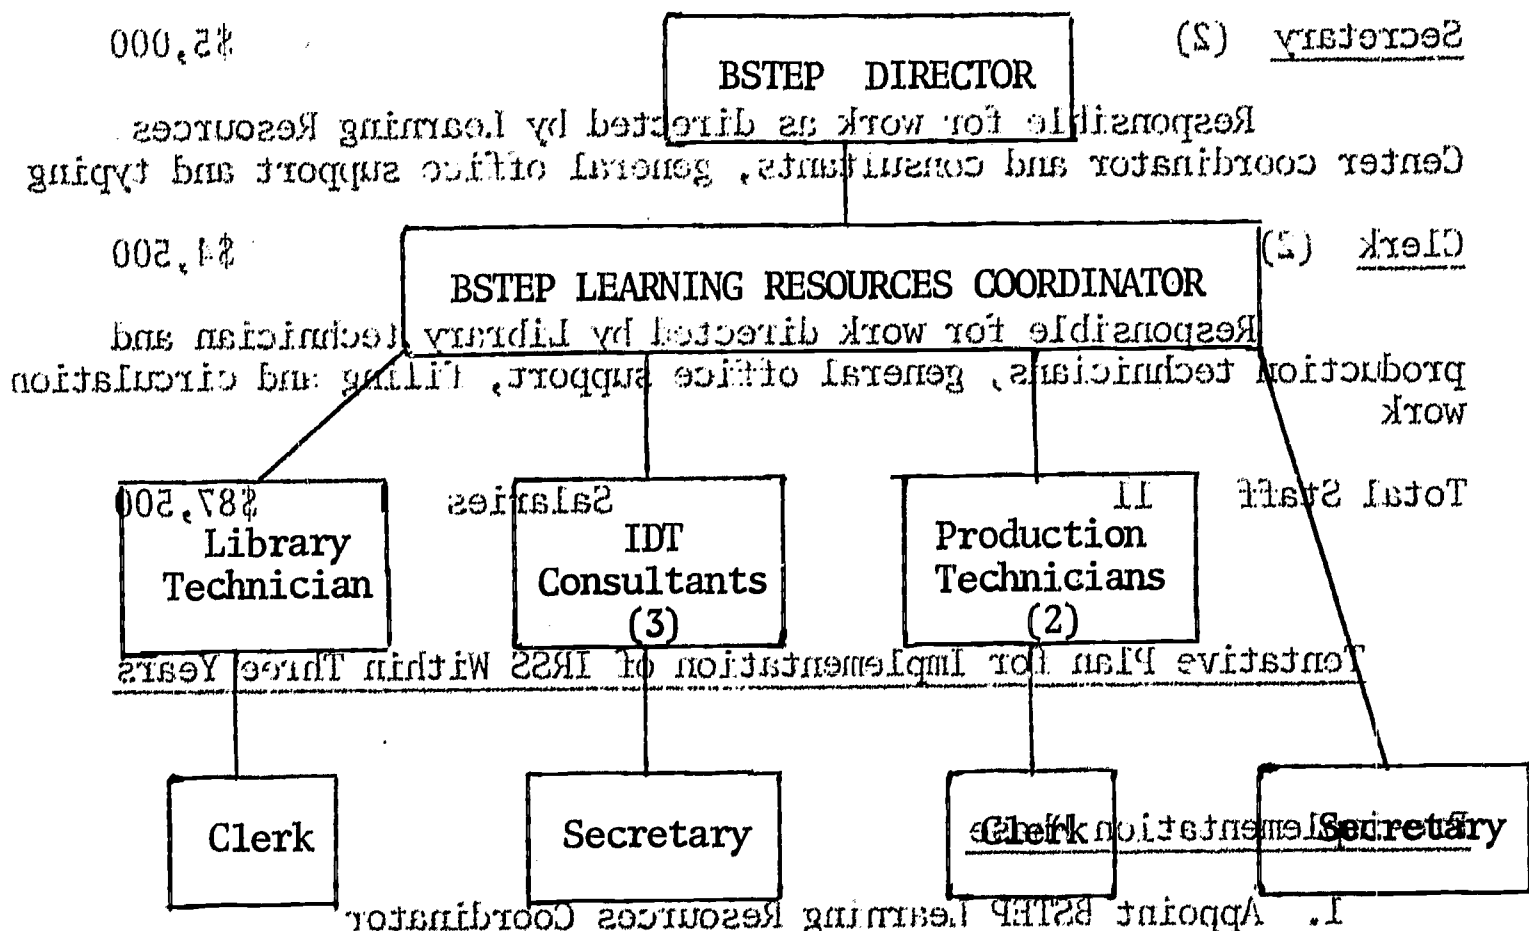 Secretary (2) $5,000
BSTEP DIRECTOR
Responsible for work as directed by Learning Resources
Center coordinator and consultants, general office support and typing
Clerk (2) $4,500
BSTEP LEARNING RESOURCES COORDINATOR
Responsible for work directed by Library technician and
production technicians, general office support, filing and circulation
work
Total Staff 11 Salaries $87,500
Library
Technician
IDT
Consultants
(3)
Production
Technicians
(2)
Tentative Plan for Implementation of IRSS Within Three Years
Clerk
Secretary
Clerk
Secretary
Phase
1. Appoint BSTEP Learning Resources Coordinator